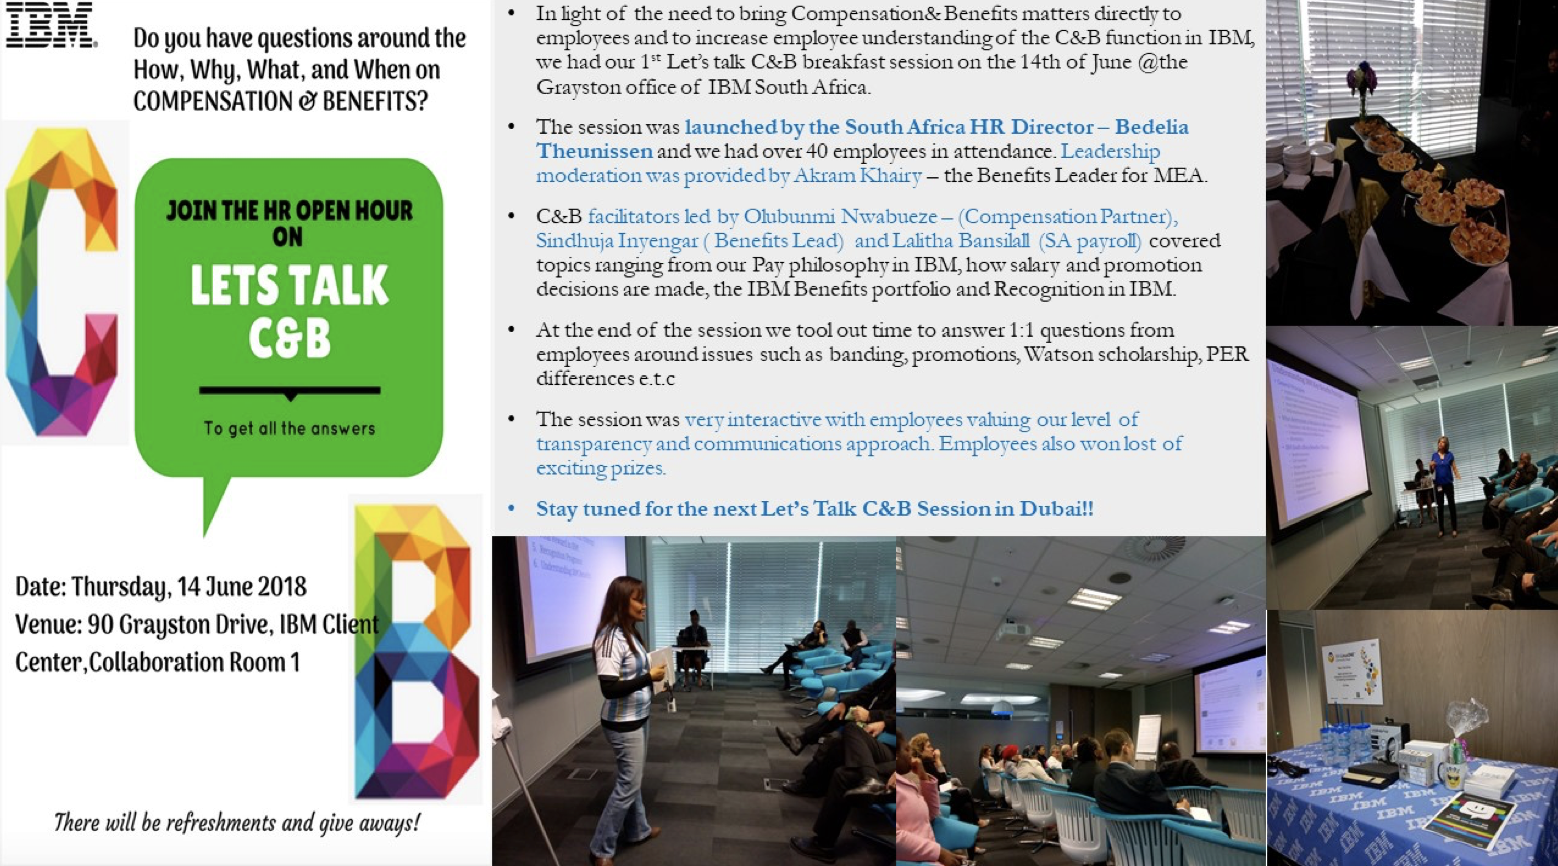 IBM.
Do you have questions around the
How, Why, What, and When on
COMPENSATION & BENEFITS?
C
JOIN THE HR OPEN HOUR
ON
LETS TALK
C&B
To get all the answers
B
Date: Thursday, 14 June 2018
Venue: 90 Grayston Drive, IBM Client
Center,Collaboration Room 1
There will be refreshments and give aways!
• In light of the need to bring Compensation& Benefits matters directly to
employees and to increase employee understanding of the C&B function in IBM,
we had our 1st Let's talk C&B breakfast session on the 14th of June @the
Grayston office of IBM South Africa.
• The session was launched by the South Africa HR Director – Bedelia
Theunissen and we had over 40 employees in attendance. Leadership
moderation was provided by Akram Khairy – the Benefits Leader for MEA.
• C&B facilitators led by Olubunmi Nwabueze – (Compensation Partner),
Sindhuja Inyengar ( Benefits Lead) and Lalitha Bansilall (SA payroll) covered
topics ranging from our Pay philosophy in IBM, how salary and promotion
decisions are made, the IBM Benefits portfolio and Recognition in IBM.
• At the end of the session we tool out time to answer 1:1 questions from
employees around issues such as banding, promotions, Watson scholarship, PER
differences e.t.c
• The session was very interactive with employees valuing our level of
transparency and communications approach. Employees also won lost of
exciting prizes.
• Stay tuned for the next Let's Talk C&B Session in Dubai!!
5. Recognition
6. Understanding
IBM
IBM
IBM
IBM
IBM